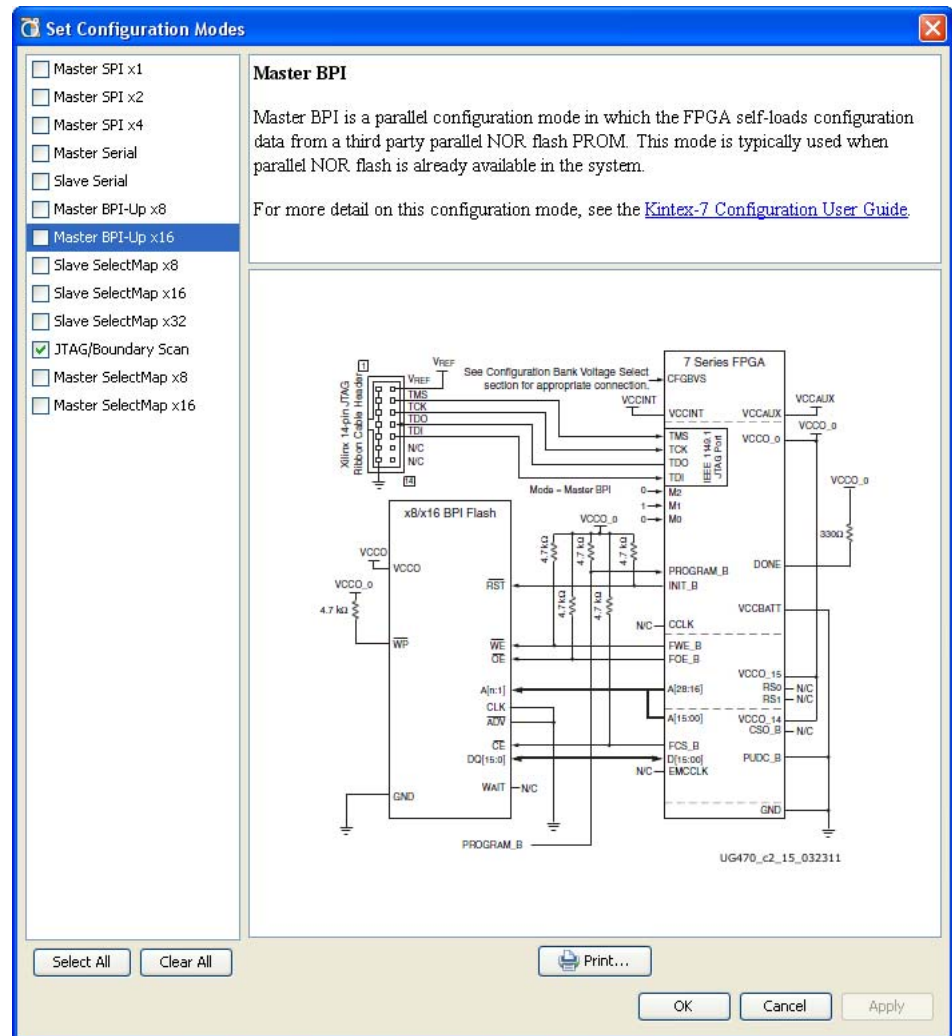 Set Configuration Modes
Master SPI x1
Master SPI x2
Master SPI x4
Master Serial
Slave Serial
Master BPI-Up x8
Master BPI-Up x16
Slave SelectMap x8
Slave SelectMap x16
Slave SelectMap x32
JTAG/Boundary Scan
Master SelectMap x8
Master SelectMap x16
Master BPI
Master BPI is a parallel configuration mode in which the FPGA self-loads configuration
data from a third party parallel NOR flash PROM. This mode is typically used when
parallel NOR flash is already available in the system.
For more detail on this configuration mode, see the Kintex-7 Configuration User Guide.
Xilinx 14-pin JTAG
Ribbon Cable Header
1
14
VREF
VREF
TMS
TCK
TDO
TDI
N/C
N/C
See Configuration Bank Voltage Select
section for appropriate connection.
7 Series FPGA
CFGBVS
VCCINT
VCCINT
VCCAUX
VCCAUX
VCCO_0
VCCO_0
TMS
TCK
TDO
TDI
IEEE 1149.1
JTAG Port
Mode = Master BPI
0
M2
1
M1
0
M0
VCCO_0
330Ω
DONE
x8/x16 BPI Flash
VCCO
VCCO
VCCO_0
4.7 kΩ
WP
RST
WE
OE
A[n:1]
CLK
ADV
CE
DQ[15:0]
WAIT
N/C
GND
VCCO_0
4.7 kΩ
4.7 kΩ
4.7 kΩ
4.7 kΩ
4.7 kΩ
PROGRAM_B
INIT_B
N/C
CCLK
VCCBATT
FWE_B
FOE_B
VCCO_15
RS0
N/C
RS1
N/C
A[28:16]
A[15:00]
VCCO_14
CSO_B
N/C
FCS_B
D[15:00]
PUDC_B
N/C
EMCCLK
GND
PROGRAM_B
UG470_c2_15_032311
Select All
Clear All
Print...
OK
Cancel
Apply